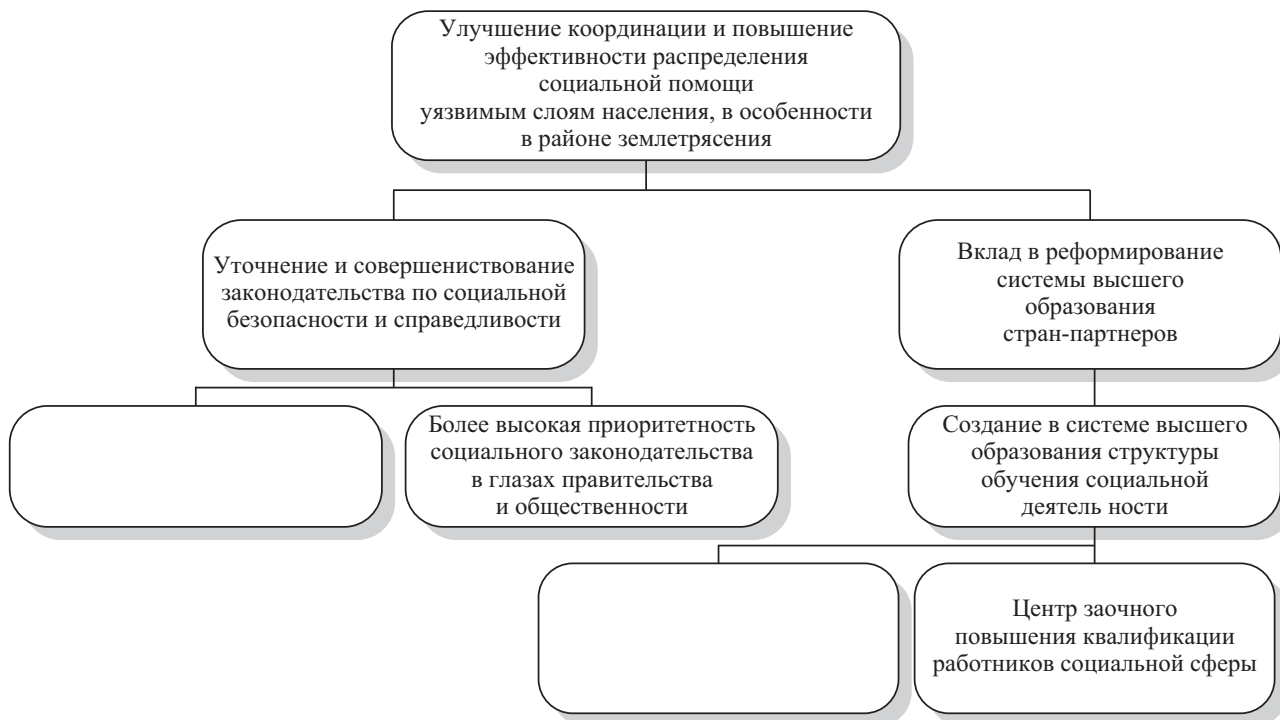 Улучшение координации и повышение
эффективности распределения
социальной помощи
уязвимым слоям населения, в особенности
в районе землетрясения
Уточнение и совершениствование
законодательства по социальной
безопасности и справедливости
Вклад в реформирование
системы высшего
образования
стран-партнеров
Более высокая приоритетность
социального законодательства
в глазах правительства
и общественности
Создание в системе высшего
образования структуры
обучения социальной
деятель ности
Центр заочного
повышения квалификации
работников социальной сферы